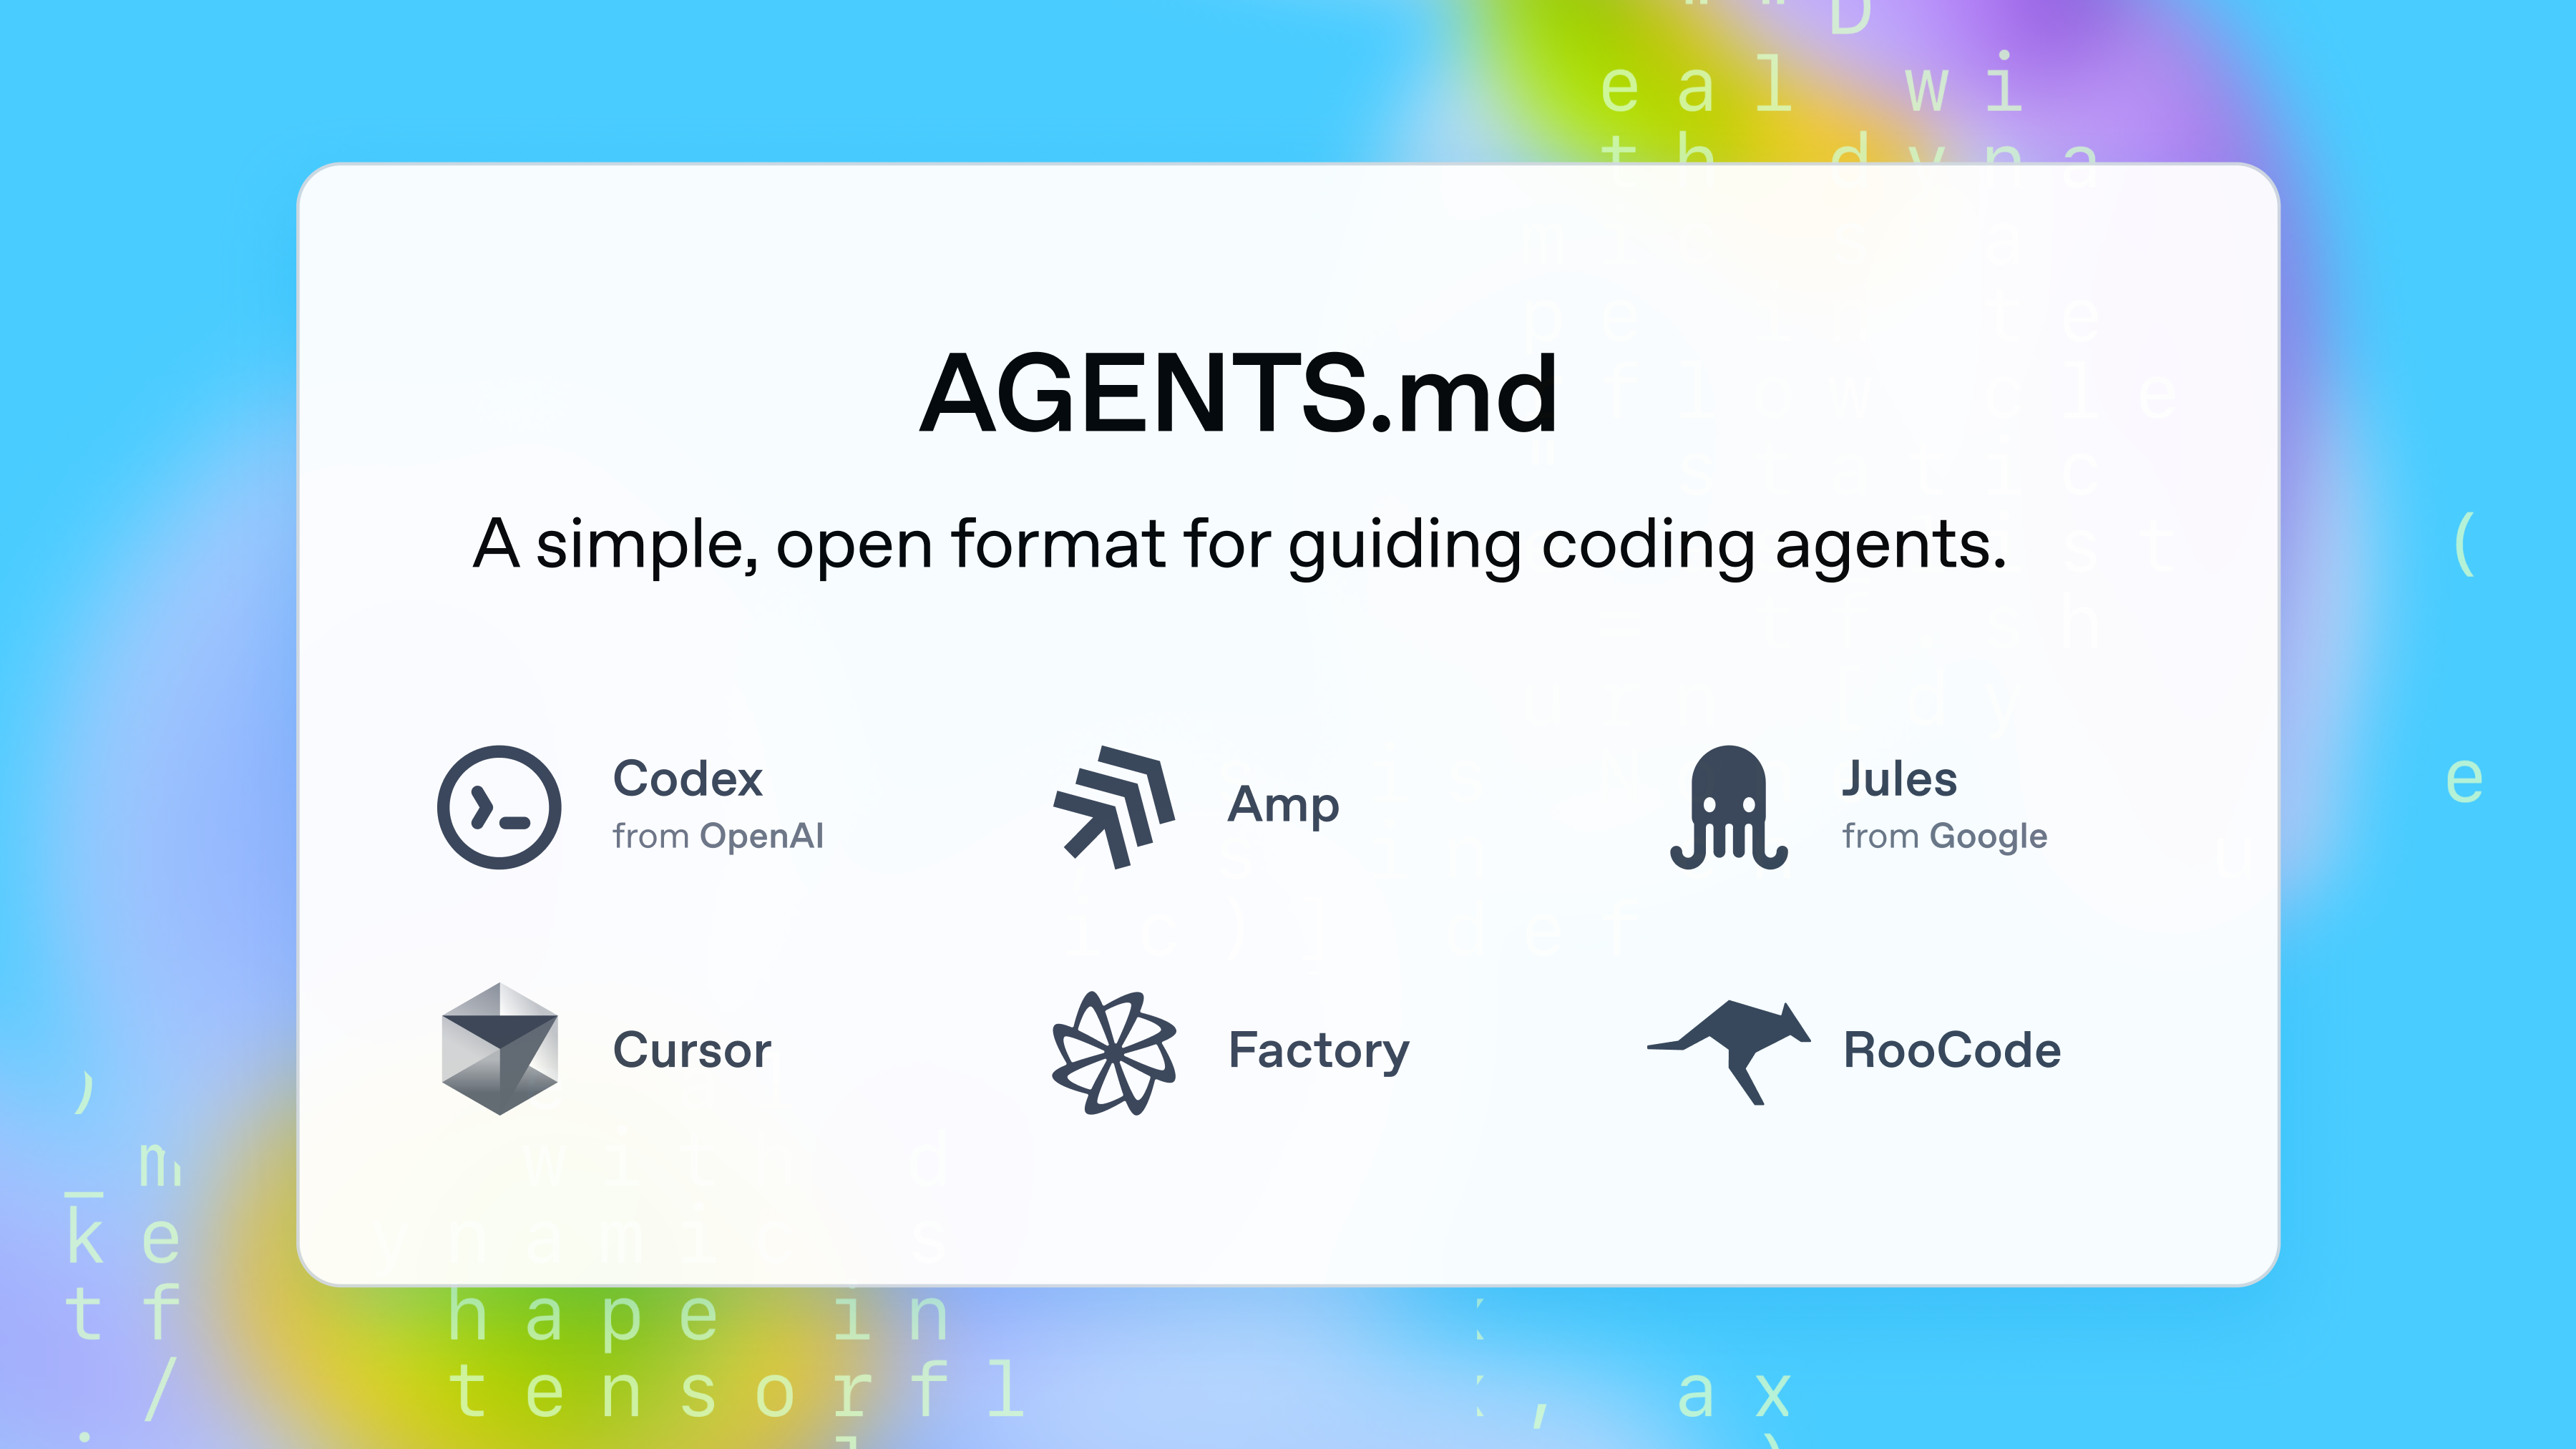 " " D
e a l   w i
t h   d y n a
AGENTS.md
A simple, open format for guiding coding agents.
Codex
from OpenAI
Amp
Jules
from Google
Cursor
Factory
RooCode
(
e
)
_ m
k e
t f   h a p e   i n
/   t e n s o r f l   ,   a x